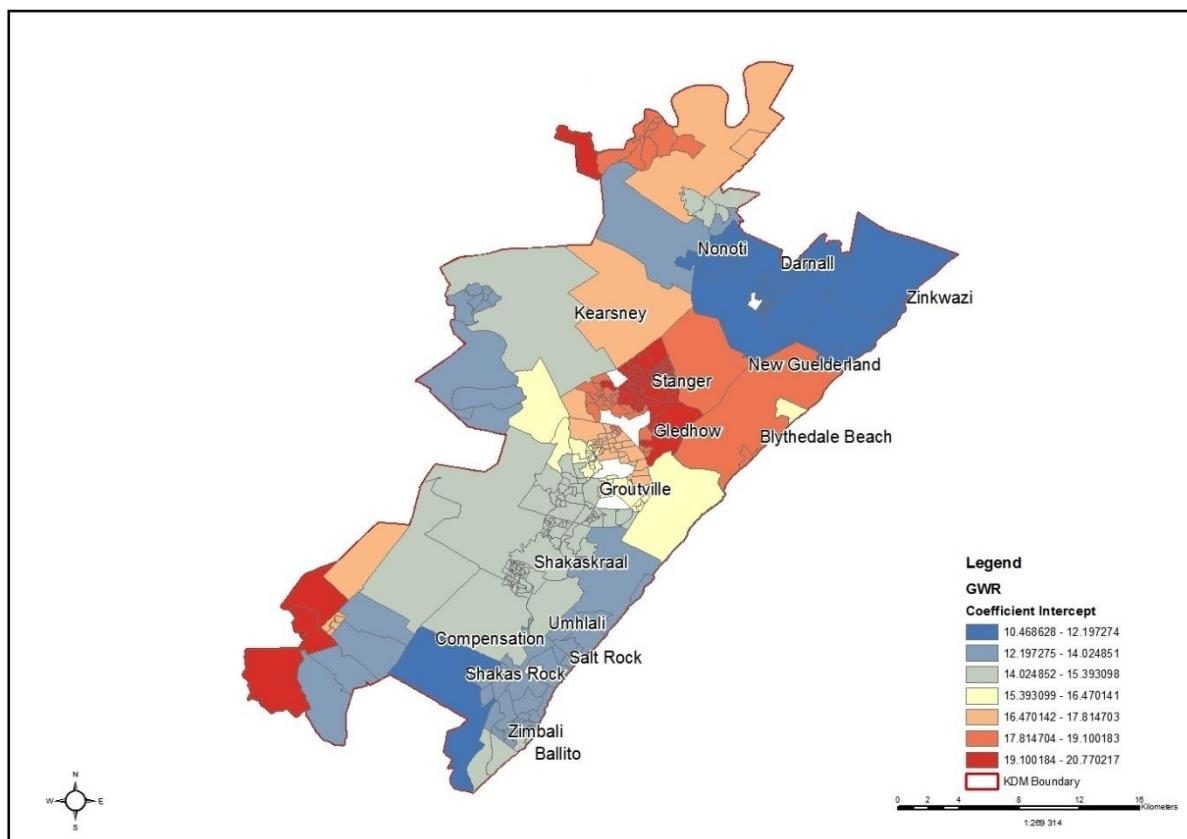 Nonoti
Darnall
Zinkwazi
Kearsney
New Guelderland
Stanger
Gledhow
Blythedale Beach
Groutville
Shakaskraal
Umhlali
Compensation
Salt Rock
Shakas Rock
Zimbali
Ballito
Legend
GWR
Coefficient Intercept
10.468628 - 12.197274
12.197275 - 14.024851
14.024852 - 15.393098
15.393099 - 16.470141
16.470142 - 17.814703
17.814704 - 19.100183
19.100184 - 20.770217
KDM Boundary
N
W E
S
0 2 4 8 12 16
Kilometers
1:269 314